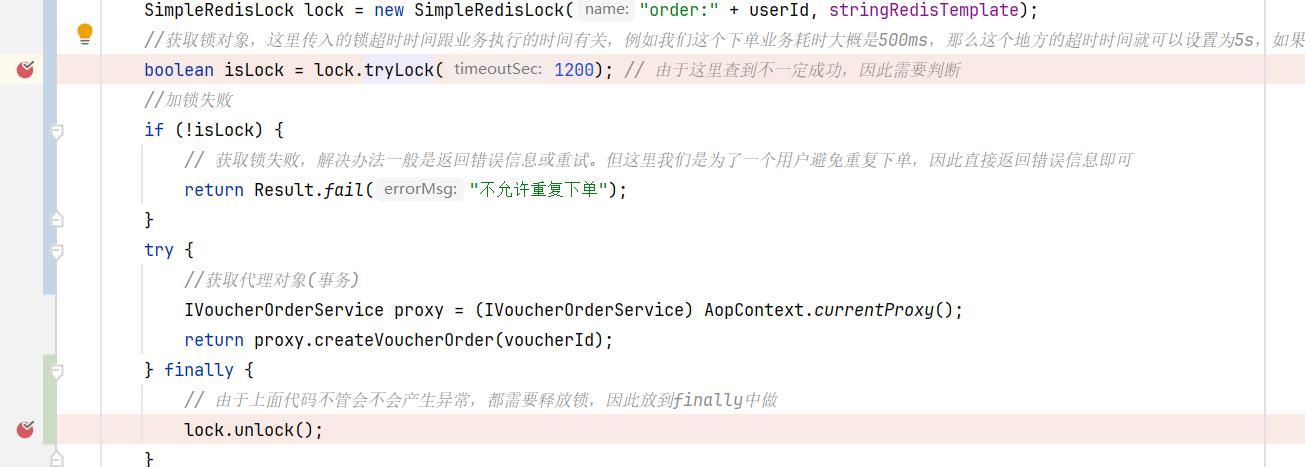 SimpleRedisLock lock = new SimpleRedisLock( name: "order:" + userId, stringRedisTemplate);
//获取锁对象，这里传入的锁超时时间跟业务执行的时间有关，例如我们这个下单业务耗时大概是500ms，那么这个地方的超时时间就可以设置为5s，如果
boolean isLock = lock.tryLock( timeoutSec: 1200); // 由于这里查到不一定成功，因此需要判断
//加锁失败
if (!isLock) {
// 获取锁失败，解决办法一般是返回错误信息或重试。但这里我们是为了一个用户避免重复下单，因此直接返回错误信息即可
return Result.fail( errorMsg: "不允许重复下单");
}
try {
//获取代理对象(事务)
IVoucherOrderService proxy = (IVoucherOrderService) AopContext.currentProxy();
return proxy.createVoucherOrder(voucherId);
} finally {
// 由于上面代码不管会不会产生异常，都需要释放锁，因此放到finally中做
lock.unlock();
}